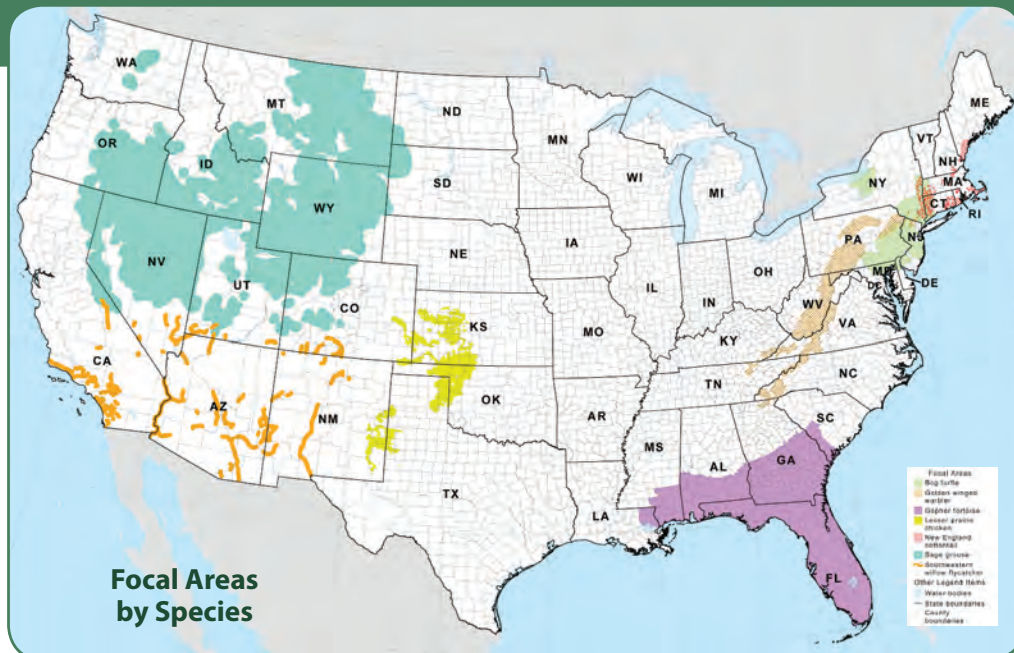 WA
MT
ND
MN
ME
VT
NH
OR
ID
SD
WI
MI
NY
MA
CT
RI
WY
NE
IA
PA
NJ
NV
UT
CO
IL
IN
OH
MD
DE
DC
WV
VA
KS
MO
KY
CA
AZ
NM
OK
AR
TN
NC
SC
TX
LA
MS
AL
GA
FL
Focal Areas
by Species
Focal Areas
Bog turtle
Golden winged
warbler
Gopher tortoise
Lesser prairie
chicken
New England
cottontail
Sage grouse
Southwestern
willow flycatcher
Other Legend Items
Water bodies
State boundaries
County
boundaries